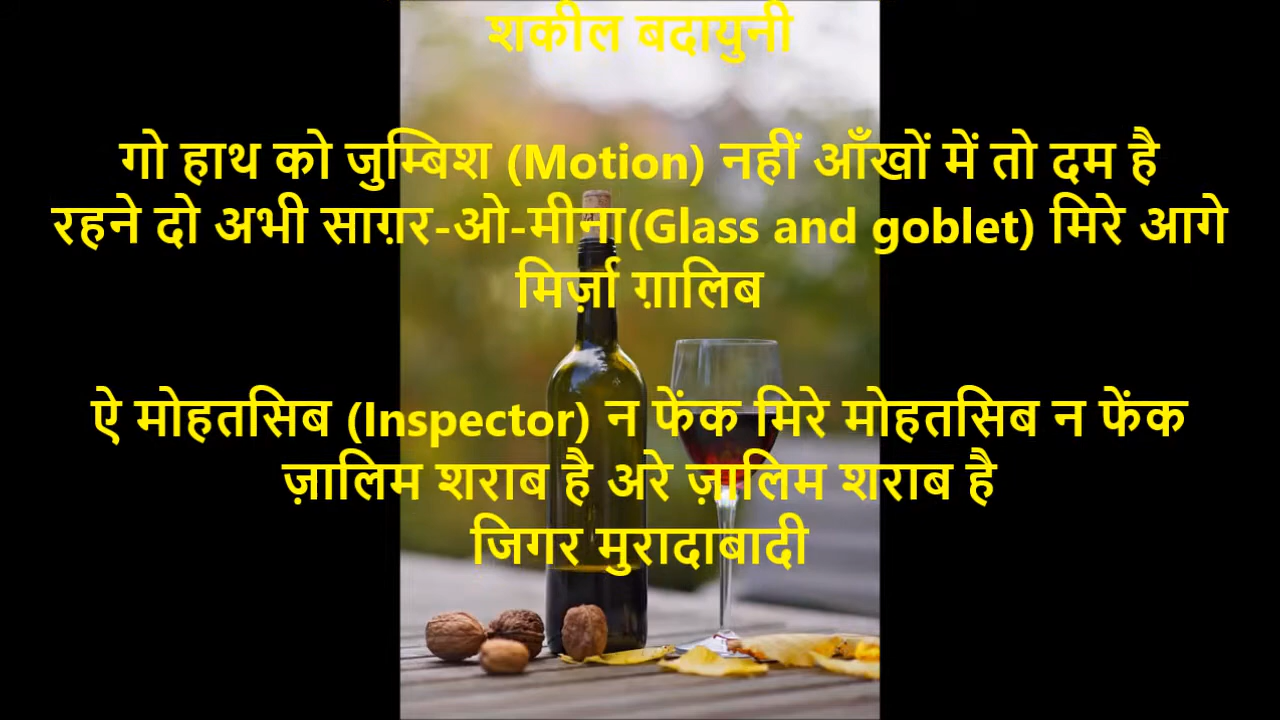 शकील बदायुनी
गो हाथ को जुम्बिश (Motion) नहीं आँखों में तो दम है
रहने दो अभी साग़र-ओ-मीना(Glass and goblet) मिरे आगे
मिर्ज़ा ग़ालिब
ऐ मोहतसिब (Inspector) न फेंक मिरे मोहतसिब न फेंक
ज़ालिम शराब है अरे ज़ालिम शराब है
जिगर मुरादाबादी